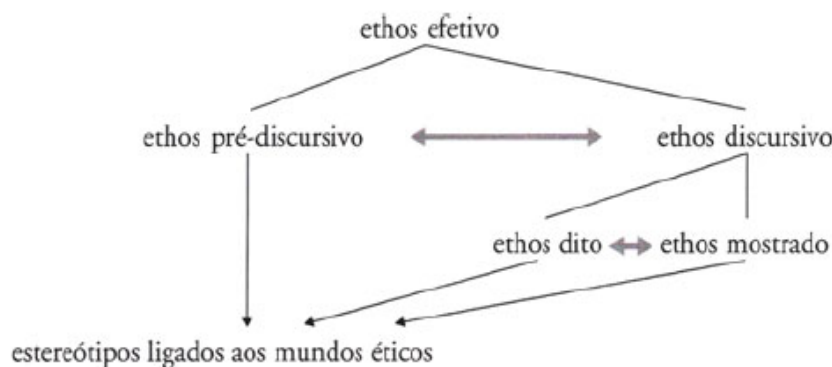 ethos efetivo
ethos pré-discursivo
ethos discursivo
ethos dito
ethos mostrado
estereótipos ligados aos mundos éticos